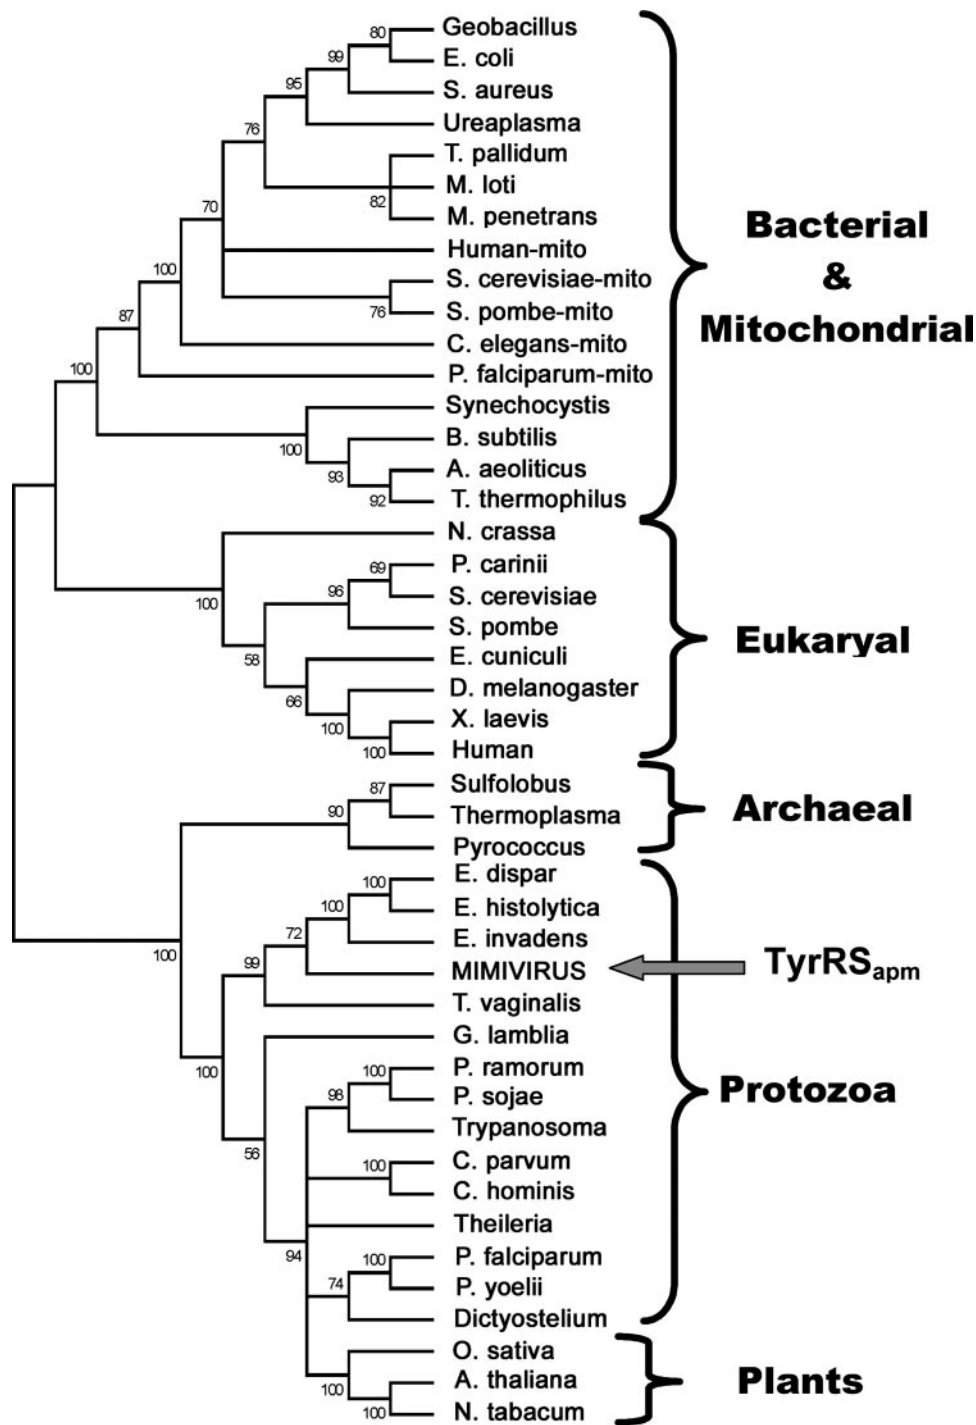 80 Geobacillus
E. coli
99
S. aureus
95
Ureaplasma
76
T. pallidum
M. loti
82
M. penetrans
70
Human-mito
S. cerevisiae-mito
76
S. pombe-mito
100
C. elegans-mito
87
P. falciparum-mito
100
Synechocystis
100
B. subtilis
93
A. aeoliticus
92
T. thermophilus
Bacterial
&
Mitochondrial
N. crassa
100
69
P. carinii
96
S. cerevisiae
S. pombe
58
E. cuniculi
66
D. melanogaster
100
X. laevis
100
Human
Eukaryal
87
Sulfolobus
90
Thermoplasma
Pyrococcus
Archaeal
100
100
E. dispar
100
E. histolytica
72
E. invadens
99
MIMIVIRUS
TyrRSapm
T. vaginalis
100
G. lamblia
56
100
P. ramorum
98
P. sojae
Trypanosoma
100
C. parvum
C. hominis
Theileria
94
100
P. falciparum
74
P. yoelii
Dictyostelium
Protozoa
O. sativa
100
A. thaliana
100
N. tabacum
Plants